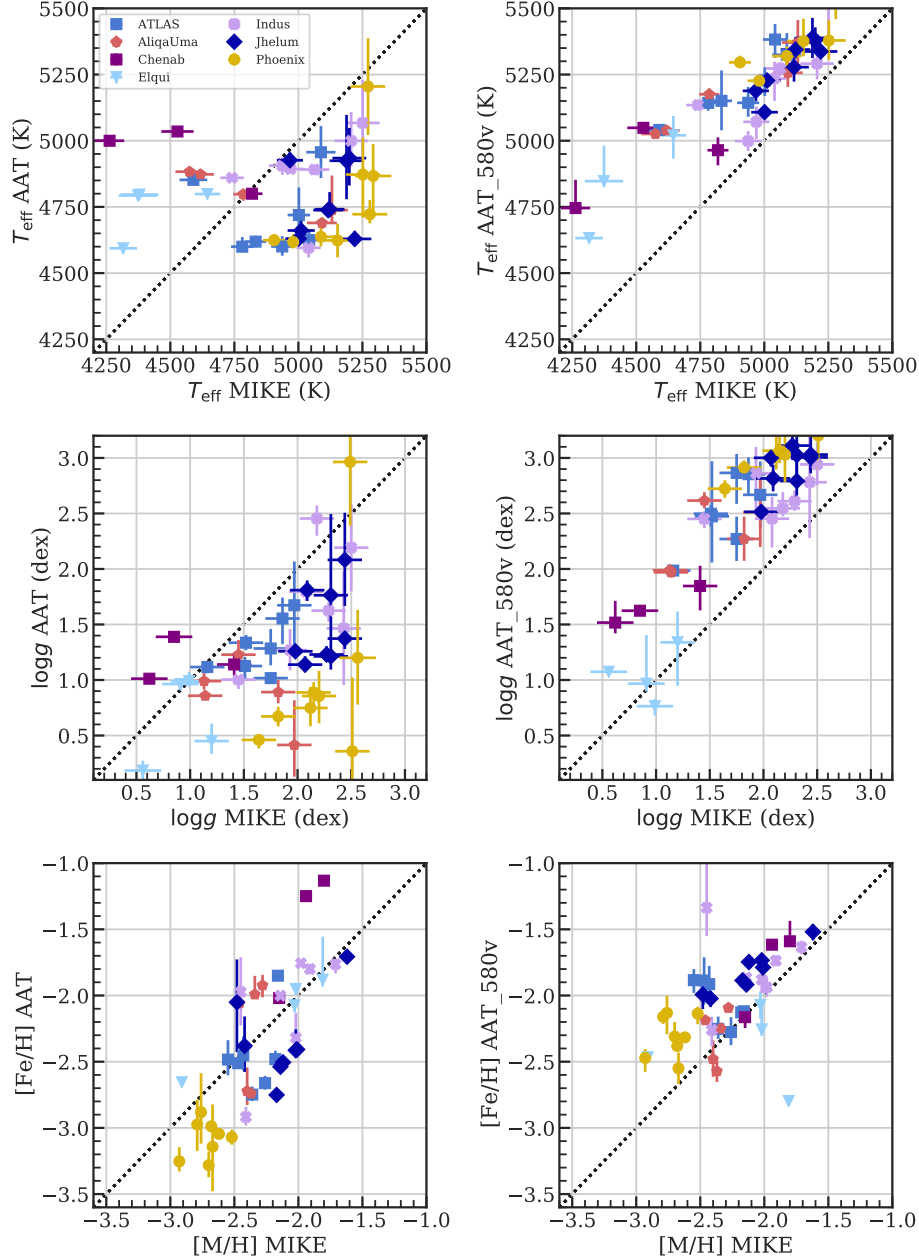 5500
5250
5000
4750
4500
4250
T_eff AAT (K)
ATLAS
AliqaUma
Chenab
Elqui
Indus
Jhelum
Phoenix
4250 4500 4750 5000 5250 5500
T_eff MIKE (K)
5500
5250
5000
4750
4500
4250
T_eff AAT_580v (K)
4250 4500 4750 5000 5250 5500
T_eff MIKE (K)
3.0
2.5
2.0
1.5
1.0
0.5
logg AAT (dex)
0.5 1.0 1.5 2.0 2.5 3.0
logg MIKE (dex)
3.0
2.5
2.0
1.5
1.0
0.5
logg AAT_580v (dex)
0.5 1.0 1.5 2.0 2.5 3.0
logg MIKE (dex)
−1.0
−1.5
−2.0
−2.5
−3.0
−3.5
[Fe/H] AAT
−3.5 −3.0 −2.5 −2.0 −1.5 −1.0
[M/H] MIKE
−1.0
−1.5
−2.0
−2.5
−3.0
−3.5
[Fe/H] AAT_580v
−3.5 −3.0 −2.5 −2.0 −1.5 −1.0
[M/H] MIKE